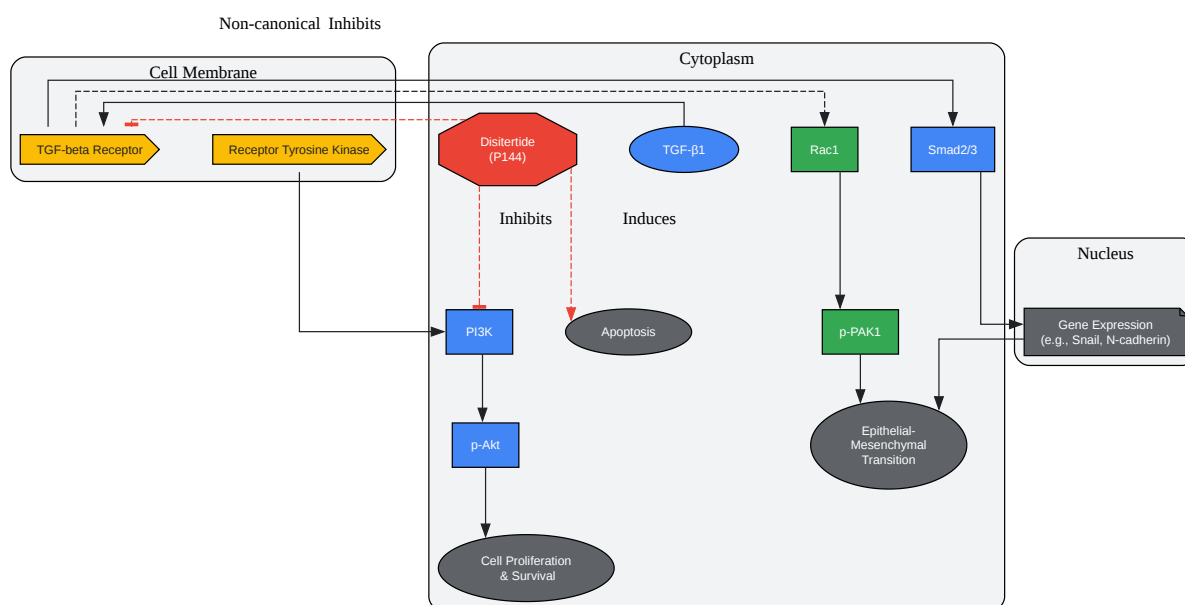 Non-canonical Inhibits
Cell Membrane
Cytoplasm
TGF-beta Receptor
Receptor Tyrosine Kinase
Disitertide
(P144)
TGF-β1
Rac1
Smad2/3
Inhibits
Induces
Nucleus
PI3K
Apoptosis
p-PAK1
Gene Expression
(e.g., Snail, N-cadherin)
p-Akt
Epithelial-
Mesenchymal
Transition
Cell Proliferation
& Survival